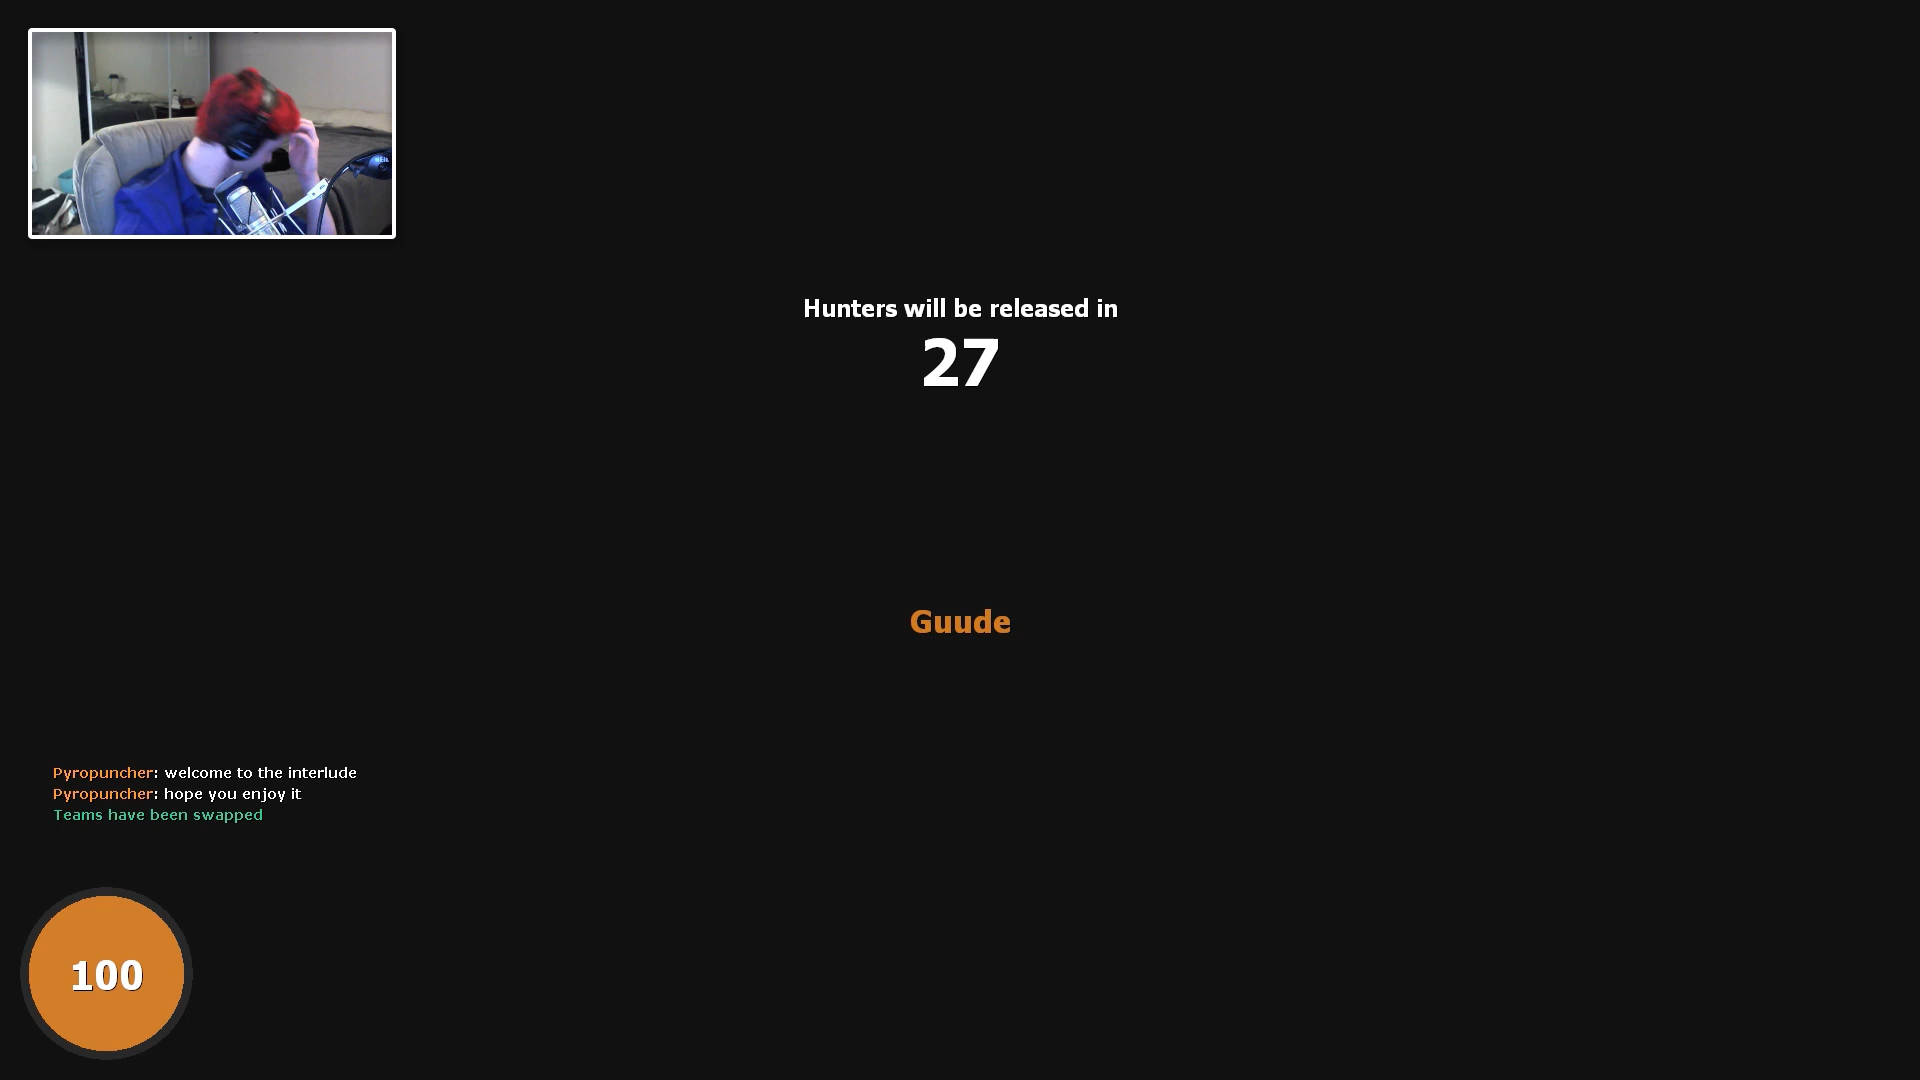 Hunters will be released in
27
Guude
Pyropuncher: welcome to the interlude
Pyropuncher: hope you enjoy it
Teams have been swapped
100